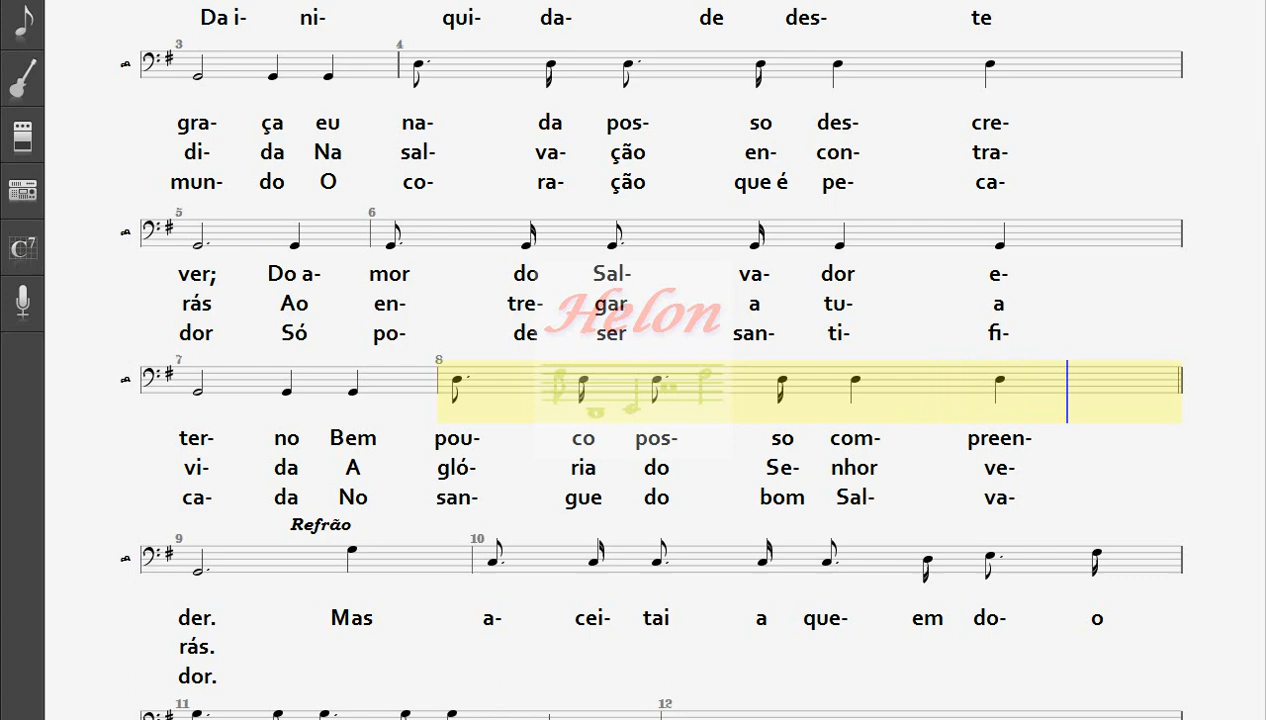 Da i- ni- qui- da- de des- te
3 4
gra- ça eu na- da pos- so des- cre-
di- da Na sal- va- ção en- con- tra-
mun- do O co- ra- ção que é pe- ca-
5 6
C7
ver; Do a- mor do Sal- va- dor e-
rás Ao en- tre- gar a tu- a
Helon
dor Só po- de ser san- ti- fi-
7 8
ter- no Bem pou- co pos- so com- preen-
vi- da A gló- ria do Se- nhor ve-
ca- da No san- gue do bom Sal- va-
Refrão
9 10
der. Mas a- cei- tai a que- em do- o
rás.
dor.
11 12